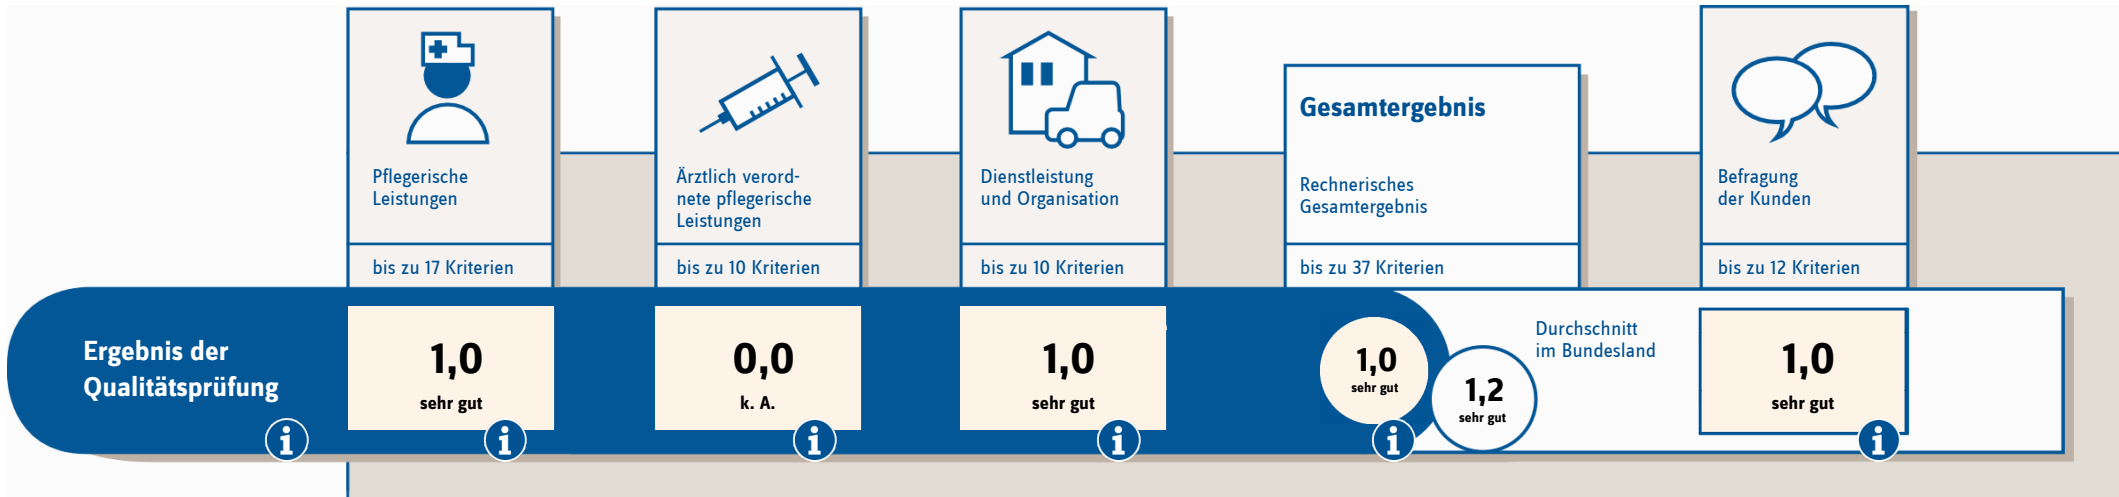 Pflegerische
Leistungen
bis zu 17 Kriterien
Ärztlich verord-
nete pflegerische
Leistungen
bis zu 10 Kriterien
Dienstleistung
und Organisation
bis zu 10 Kriterien
Gesamtergebnis
Rechnerisches
Gesamtergebnis
bis zu 37 Kriterien
Befragung
der Kunden
bis zu 12 Kriterien
Ergebnis der
Qualitätsprüfung
i
1,0
sehr gut
i
0,0
k. A.
i
1,0
sehr gut
i
1,0
sehr gut
i
1,2
sehr gut
Durchschnitt
im Bundesland
1,0
sehr gut
i